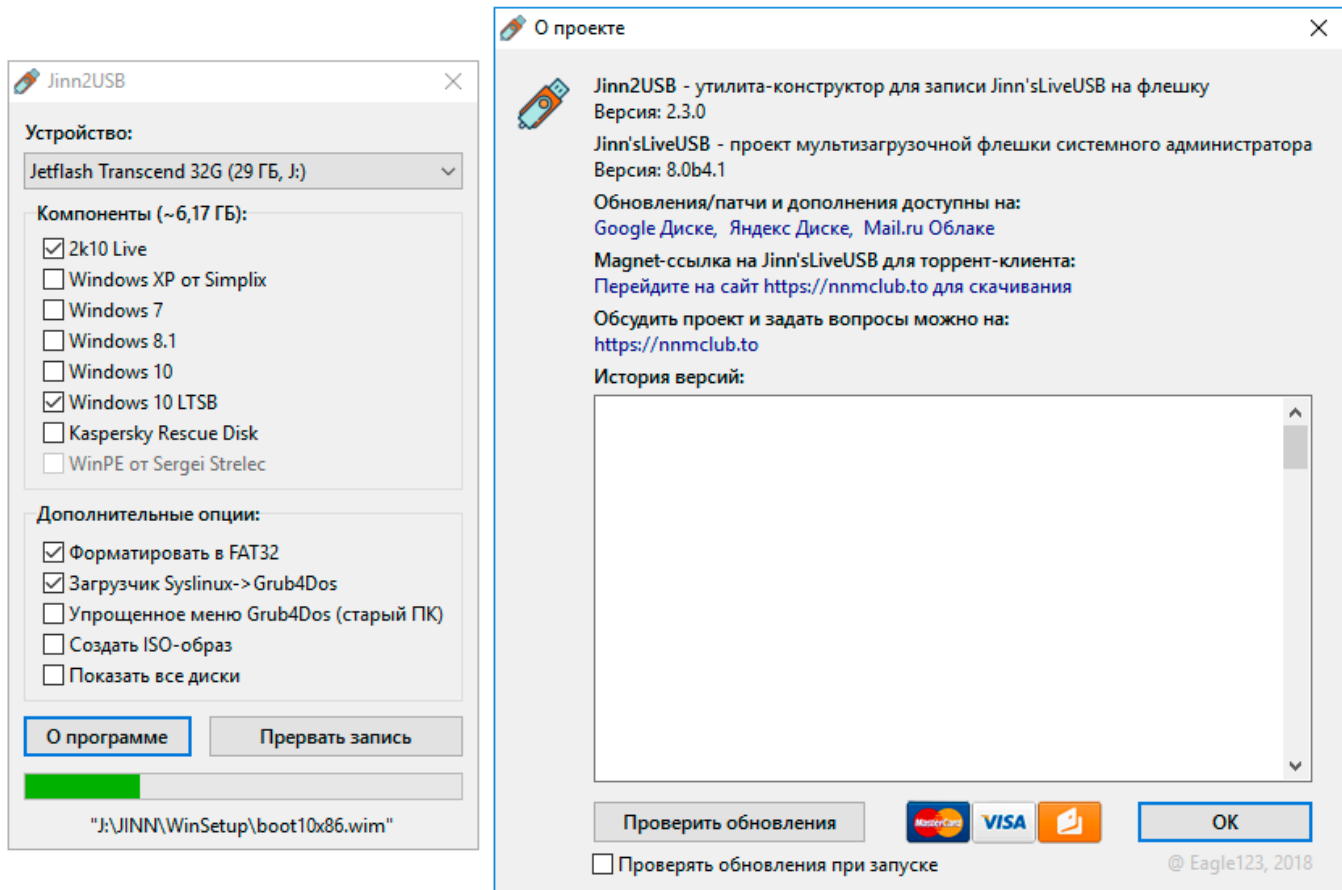 Jinn2USB
Устройство:
Jetflash Transcend 32G (29 ГБ, J:)
Компоненты (~6,17 ГБ):
2k10 Live
Windows XP от Simplix
Windows 7
Windows 8.1
Windows 10
Windows 10 LTSB
Kaspersky Rescue Disk
WinPE от Sergei Strelec
Дополнительные опции:
Форматировать в FAT32
Загрузчик Syslinux->Grub4Dos
Упрощенное меню Grub4Dos (старый ПК)
Создать ISO-образ
Показать все диски
О программе
Прервать запись
"J:\JINN\WinSetup\boot10x86.wim"
О проекте
Jinn2USB - утилита-конструктор для записи Jinn'sLiveUSB на флешку
Версия: 2.3.0
Jinn'sLiveUSB - проект мультизагрузочной флешки системного администратора
Версия: 8.0b4.1
Обновления/патчи и дополнения доступны на:
Google Диске, Яндекс Диске, Mail.ru Облаке
Magnet-ссылка на Jinn'sLiveUSB для торрент-клиента:
Перейдите на сайт https://nnmclub.to для скачивания
Обсудить проект и задать вопросы можно на:
https://nnmclub.to
История версий:
Проверить обновления
MasterCard
VISA
OK
Проверять обновления при запуске
@ Eagle123, 2018